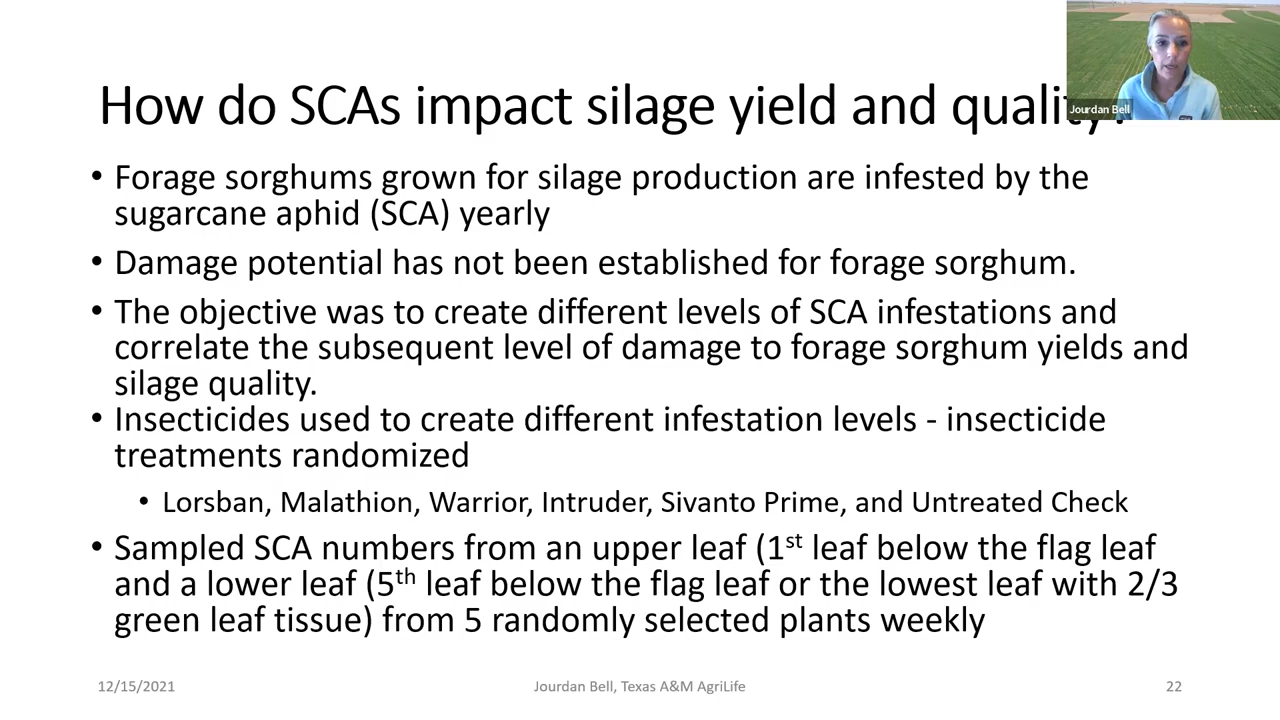 How do SCAs impact silage yield and quality?
Jourdan Bell
• Forage sorghums grown for silage production are infested by the
sugarcane aphid (SCA) yearly
• Damage potential has not been established for forage sorghum.
• The objective was to create different levels of SCA infestations and
correlate the subsequent level of damage to forage sorghum yields and
silage quality.
• Insecticides used to create different infestation levels - insecticide
treatments randomized
• Lorsban, Malathion, Warrior, Intruder, Sivanto Prime, and Untreated Check
• Sampled SCA numbers from an upper leaf (1st leaf below the flag leaf
and a lower leaf (5th leaf below the flag leaf or the lowest leaf with 2/3
green leaf tissue) from 5 randomly selected plants weekly
12/15/2021
Jourdan Bell, Texas A&M AgriLife
22